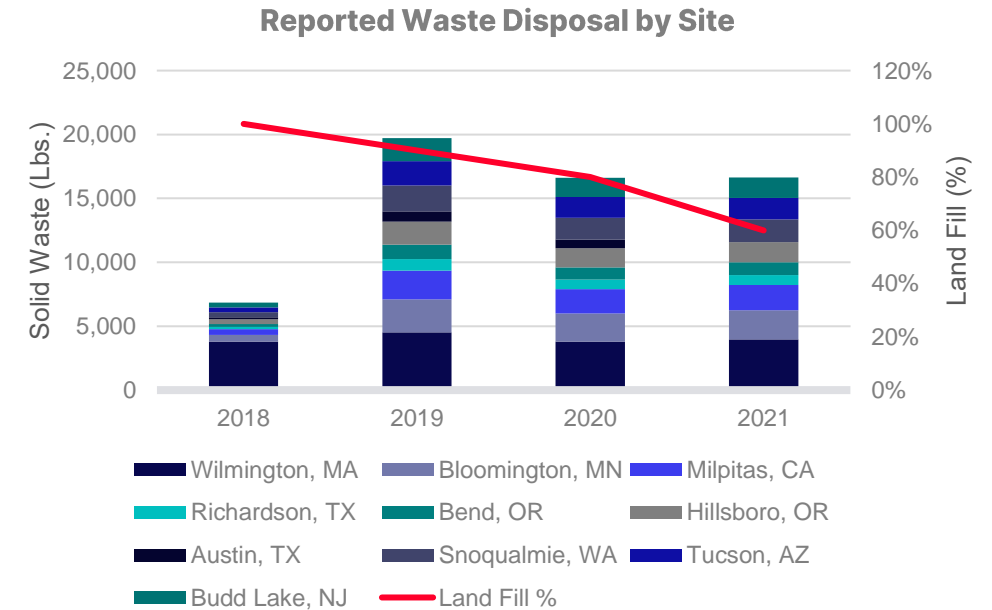 Reported Waste Disposal by Site
25,000 120%
20,000 100%
15,000 80%
10,000 60%
5,000 40%
0 20%
0%
Solid Waste (Lbs.)
Land Fill (%)
2018 2019 2020 2021
Wilmington, MA Bloomington, MN Milpitas, CA
Richardson, TX Bend, OR Hillsboro, OR
Austin, TX Snoqualmie, WA Tucson, AZ
Budd Lake, NJ Land Fill %